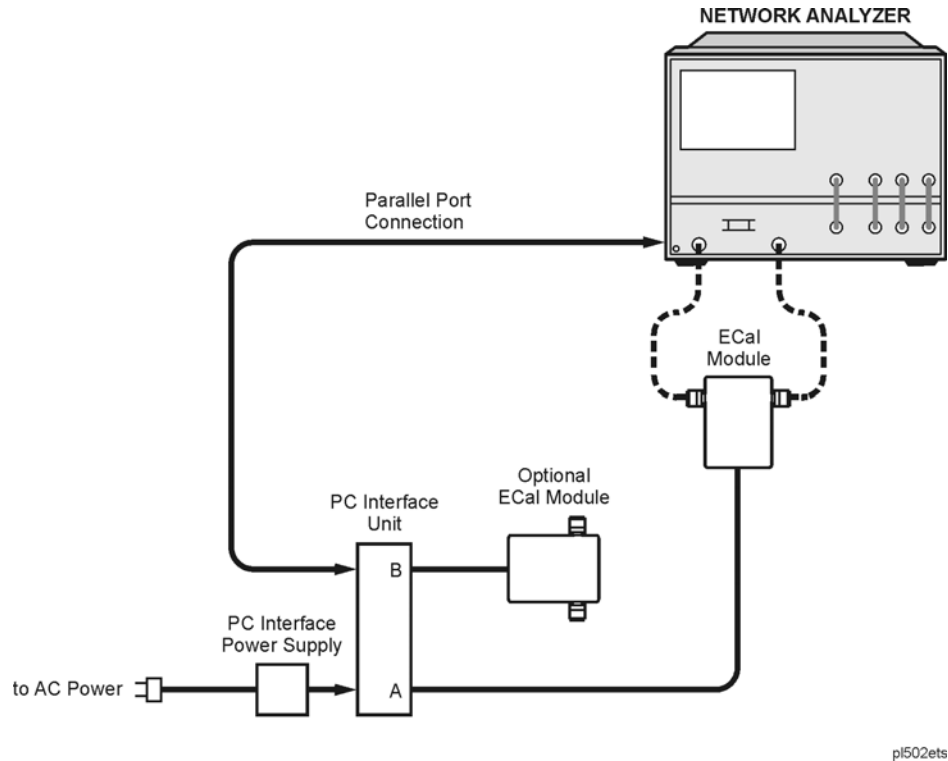 NETWORK ANALYZER
Parallel Port
Connection
ECal
Module
Optional
ECal Module
PC Interface
Unit
B
PC Interface
Power Supply
to AC Power
A
pl502ets